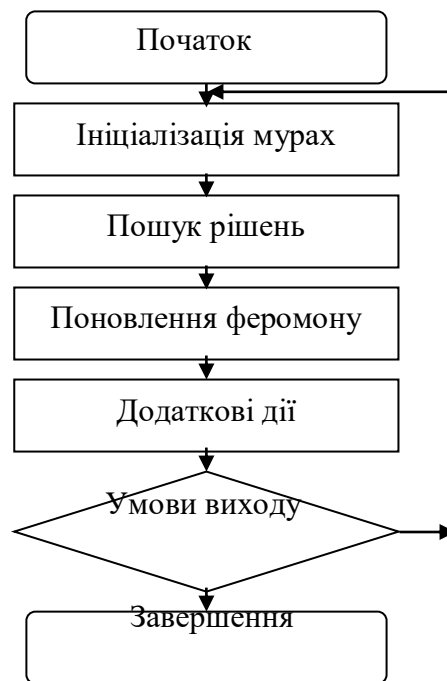 Початок
Ініціалізація мурах
Пошук рішень
Поновлення феромону
Додаткові дії
Умови виходу
Завершення